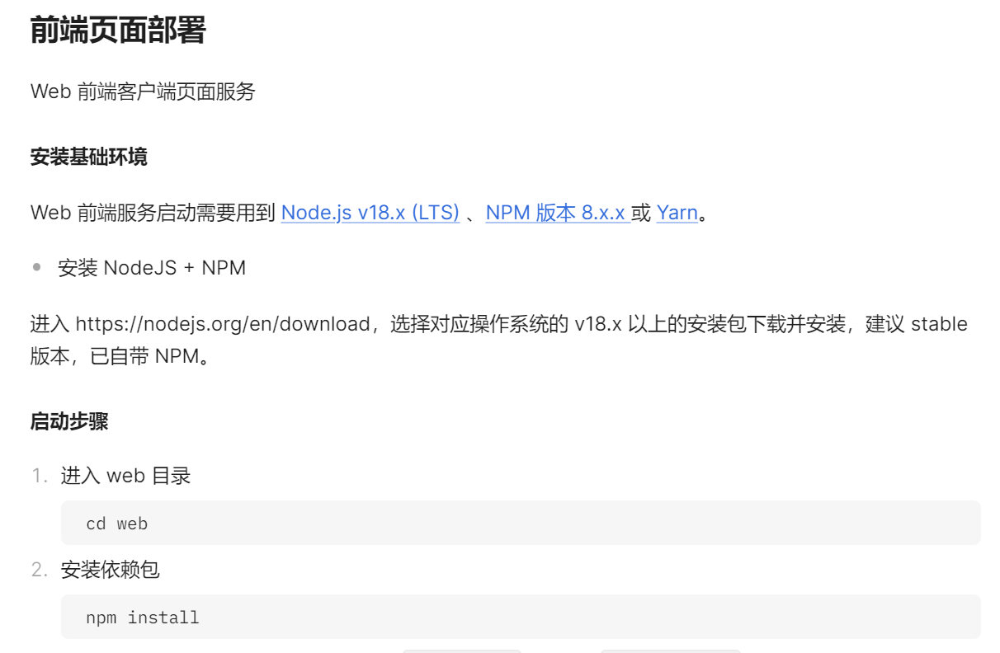 前端页面部署
Web 前端客户端页面服务
安装基础环境
Web 前端服务启动需要用到 Node.js v18.x (LTS) 、NPM 版本 8.x.x 或 Yarn。
安装 NodeJS + NPM
进入 https://nodejs.org/en/download，选择对应操作系统的 v18.x 以上的安装包下载并安装，建议 stable
版本，已自带 NPM。
启动步骤
1. 进入 web 目录
cd web
2. 安装依赖包
npm install